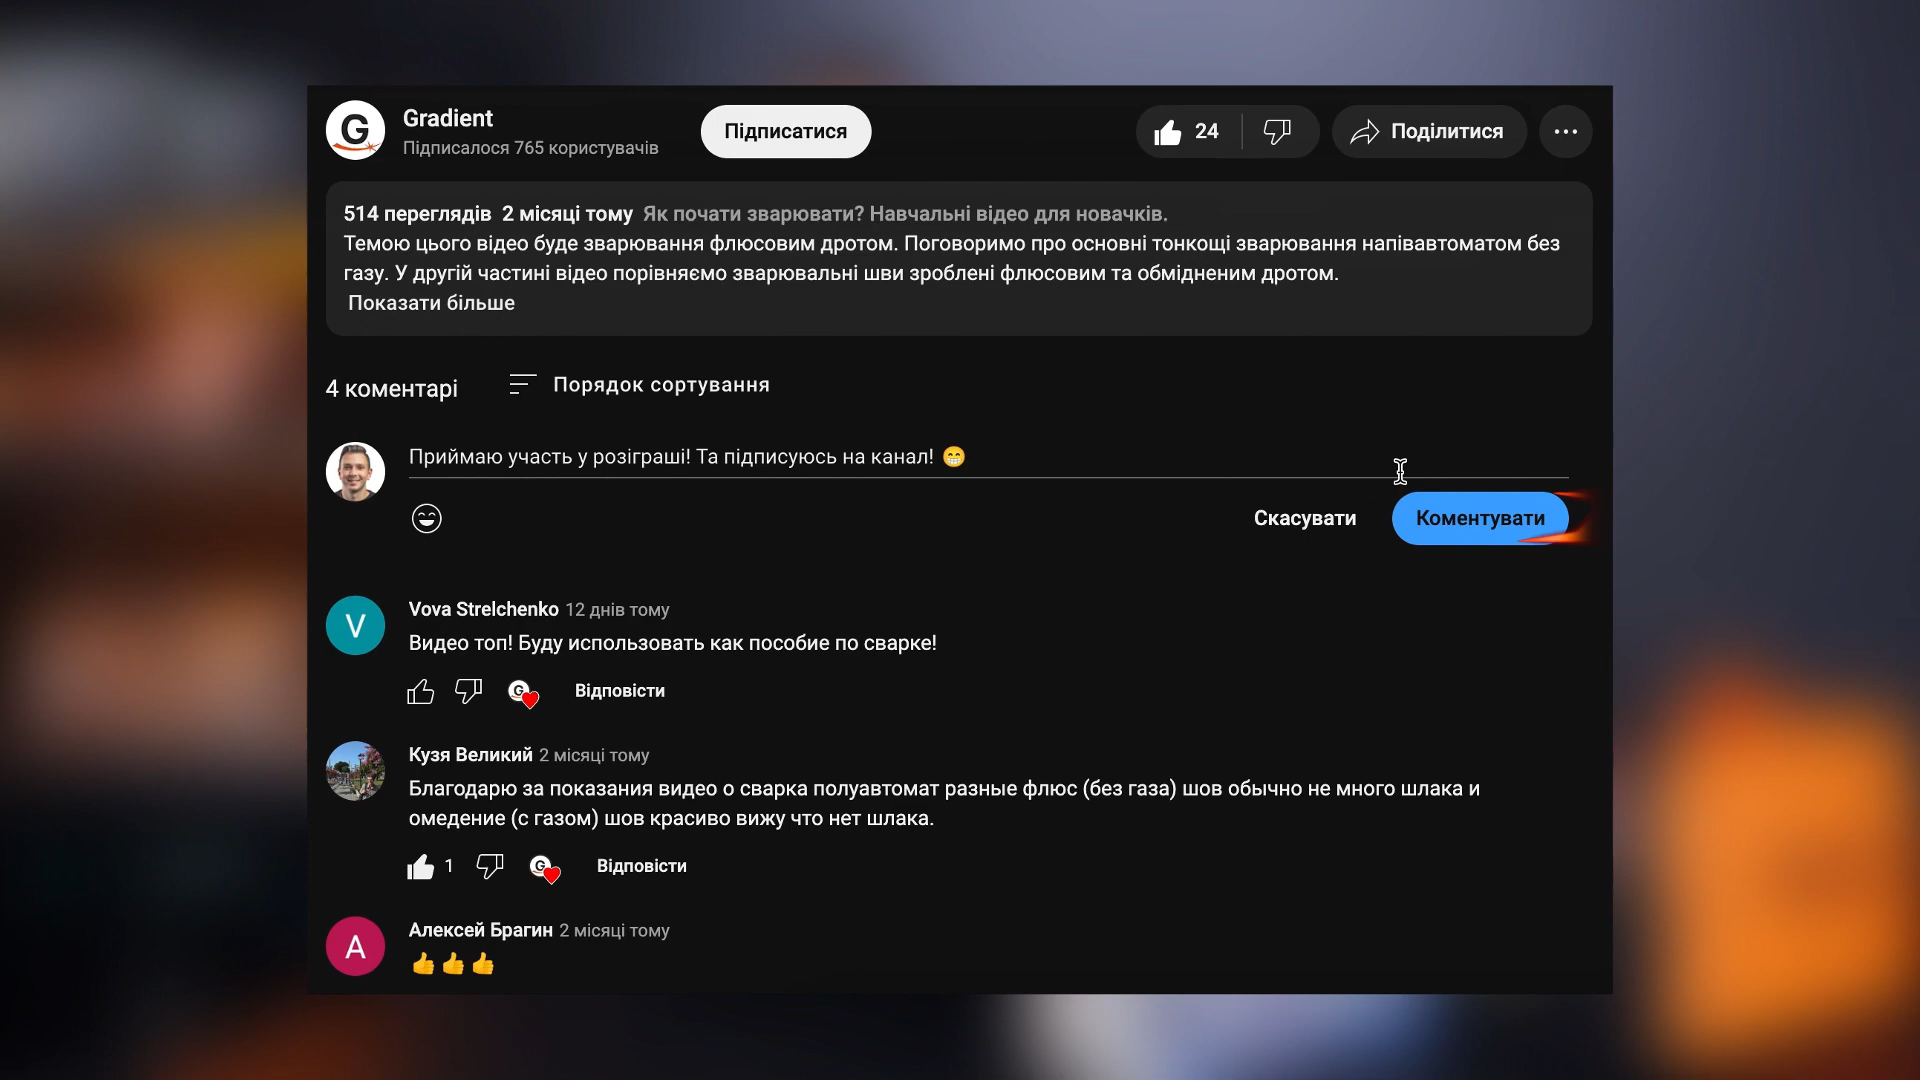 G
Gradient
Підписалося 765 користувачів
Підписатися
24
Поділитися
514 переглядів 2 місяці тому Як почати зварювати? Навчальні відео для новачків.
Темою цього відео буде зварювання флюсовим дротом. Поговоримо про основні тонкощі зварювання напівавтоматом без
газу. У другій частині відео порівняємо зварювальні шви зроблені флюсовим та обмідненим дротом.
Показати більше
4 коментарі
Порядок сортування
Приймаю участь у розіграші! Та підписуюсь на канал! 😁
Скасувати
Коментувати
V
Vova Strelchenko 12 днів тому
Видео топ! Буду использовать как пособие по сварке!
G
Відповісти
Кузя Великий 2 місяці тому
Благодарю за показания видео о сварка полуавтомат разные флюс (без газа) шов обычно не много шлака и
омедение (с газом) шов красиво вижу что нет шлака.
1
G
Відповісти
А
Алексей Брагин 2 місяці тому
👍👍👍